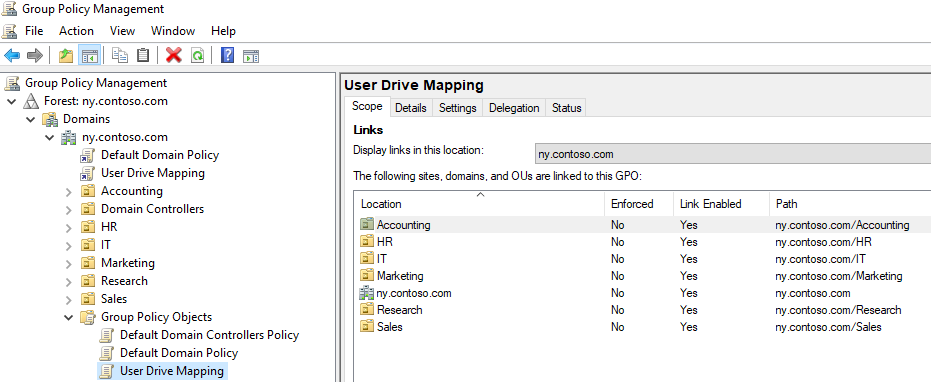 Group Policy Management
File Action View Window Help
Group Policy Management
Forest: ny.contoso.com
Domains
ny.contoso.com
Default Domain Policy
User Drive Mapping
Accounting
Domain Controllers
HR
IT
Marketing
Research
Sales
Group Policy Objects
Default Domain Controllers Policy
Default Domain Policy
User Drive Mapping
User Drive Mapping
Scope Details Settings Delegation Status
Links
Display links in this location: ny.contoso.com
The following sites, domains, and OUs are linked to this GPO:
Location Enforced Link Enabled Path
Accounting No Yes ny.contoso.com/Accounting
HR No Yes ny.contoso.com/HR
IT No Yes ny.contoso.com/IT
Marketing No Yes ny.contoso.com/Marketing
ny.contoso.com No Yes ny.contoso.com
Research No Yes ny.contoso.com/Research
Sales No Yes ny.contoso.com/Sales